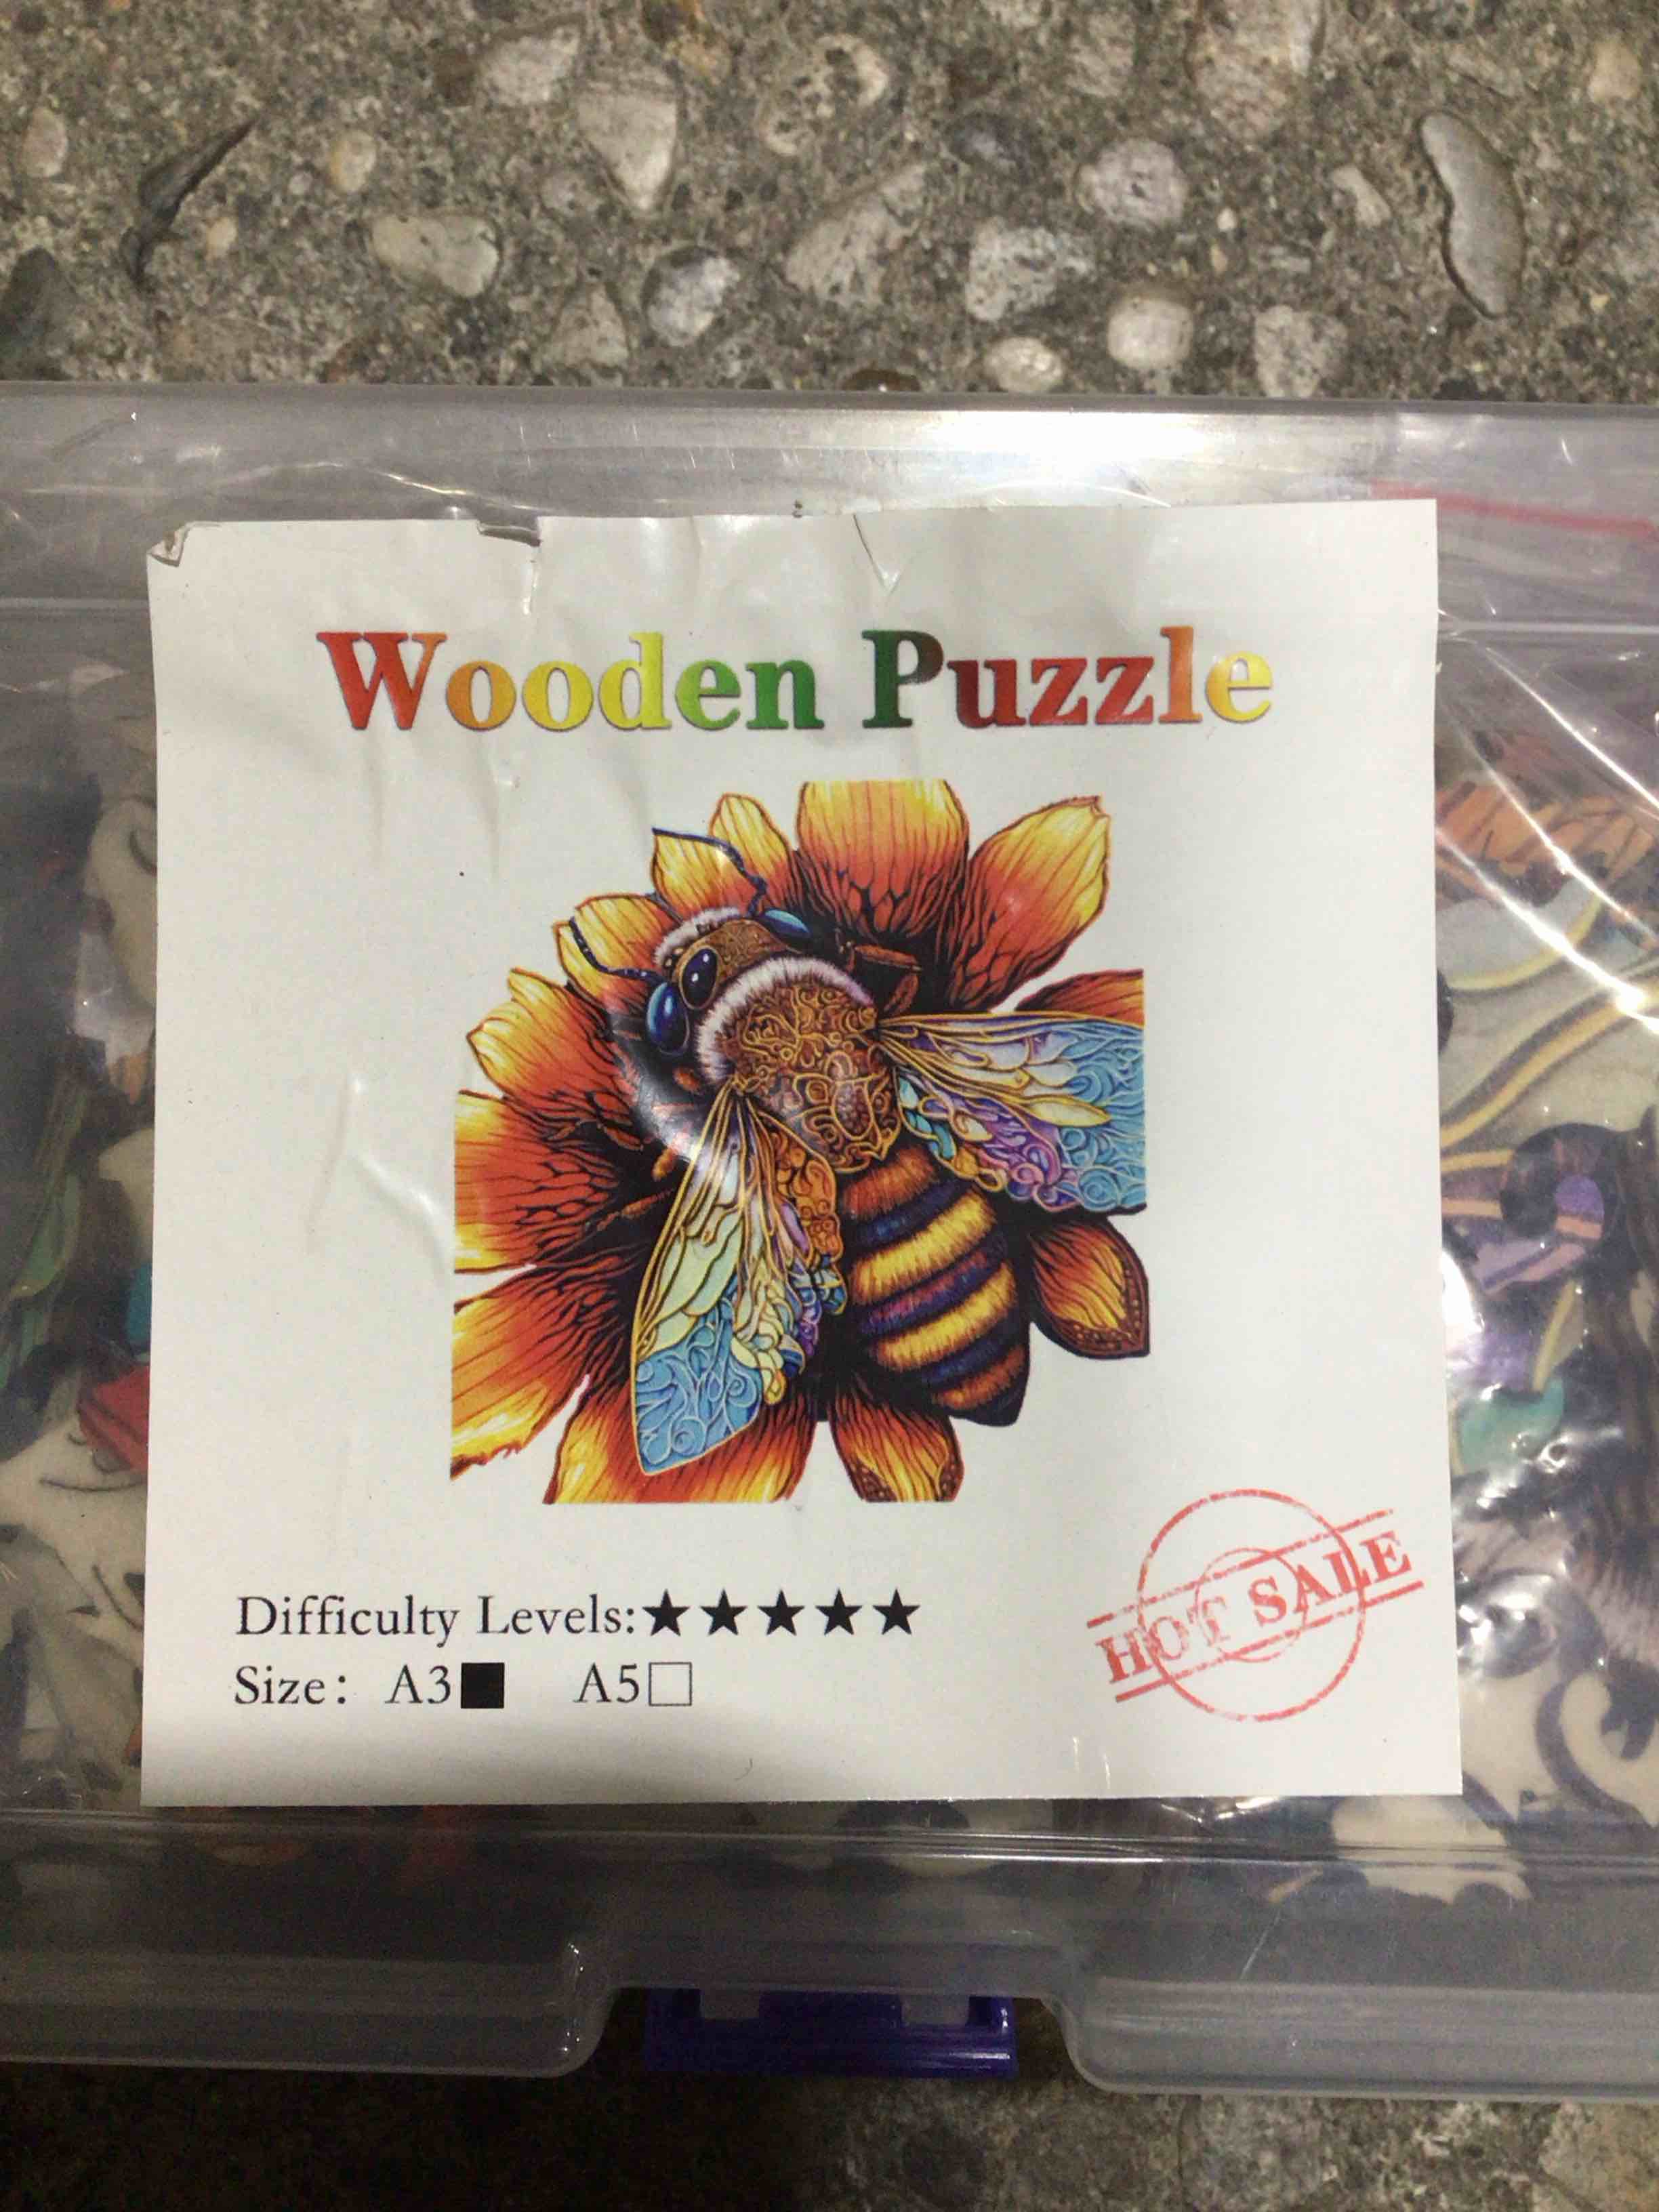 Wooden Puzzle
Difficulty Levels:★★★★★
Size: A3■ A5□
HOT SALE